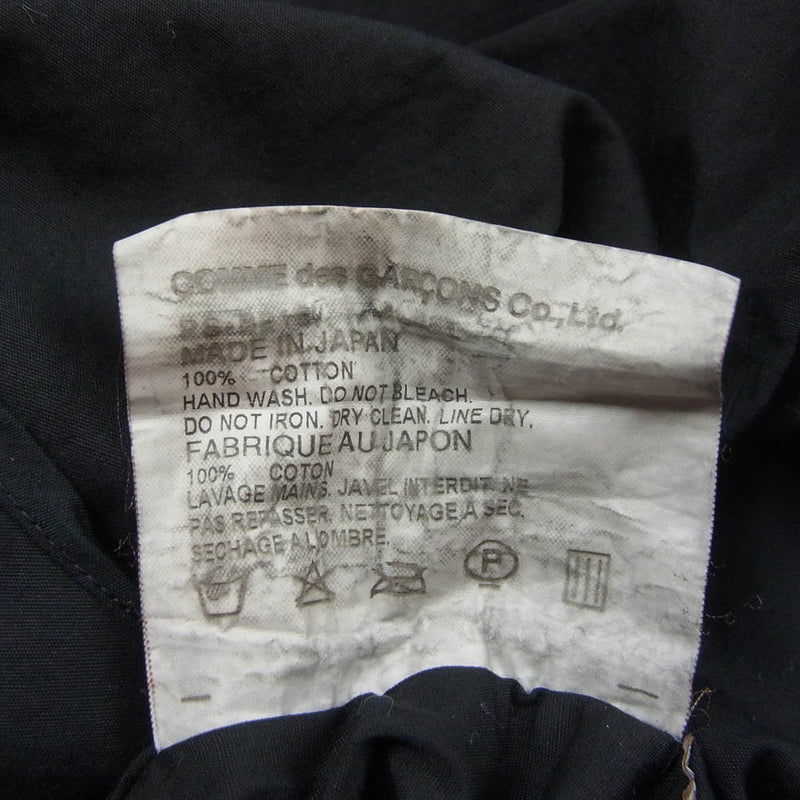 COMME des GARÇONS Co.,Ltd.
MADE IN JAPAN
100% COTTON
HAND WASH. DO NOT BLEACH.
DO NOT IRON. DRY CLEAN. LINE DRY.
FABRIQUE AU JAPON
100% COTON
LAVAGE MAINS. JAVEL INTERDIT. NE
PAS REPASSER. NETTOYAGE A SEC.
SECHAGE A LOMBRE.
P